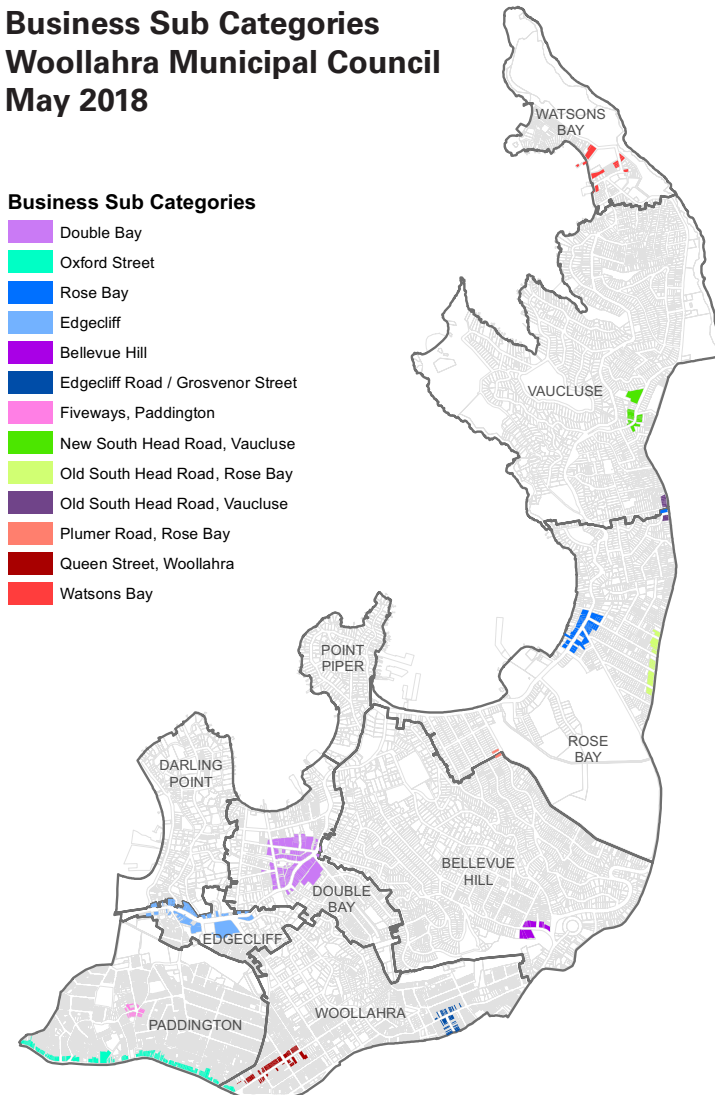 Business Sub Categories
Woollahra Municipal Council
May 2018
Business Sub Categories
Double Bay
Oxford Street
Rose Bay
Edgecliff
Bellevue Hill
Edgecliff Road / Grosvenor Street
Fiveways, Paddington
New South Head Road, Vaucluse
Old South Head Road, Rose Bay
Old South Head Road, Vaucluse
Plumer Road, Rose Bay
Queen Street, Woollahra
Watsons Bay
WATSONS
BAY
VAUCLUSE
POINT
PIPER
ROSE
BAY
DARLING
POINT
BELLEVUE
HILL
DOUBLE
BAY
EDGECLIFF
WOOLLAHRA
PADDINGTON